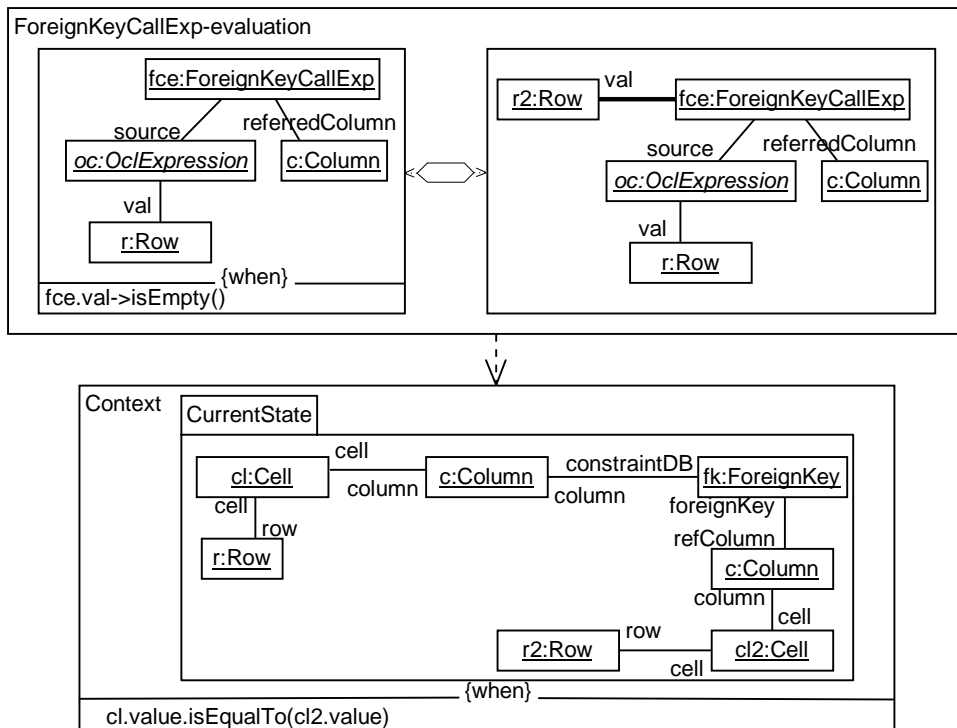 ForeignKeyCallExp-evaluation
fce:ForeignKeyCallExp
source
referredColumn
oc:OclExpression
c:Column
val
r:Row
{when}
fce.val->isEmpty()
r2:Row
val
fce:ForeignKeyCallExp
source
referredColumn
oc:OclExpression
c:Column
val
r:Row
Context
CurrentState
cl:Cell
cell
column
c:Column
constraintDB
column
fk:ForeignKey
cell
row
foreignKey
r:Row
refColumn
c:Column
column
cell
r2:Row
row
cell
cl2:Cell
{when}
cl.value.isEqualTo(cl2.value)